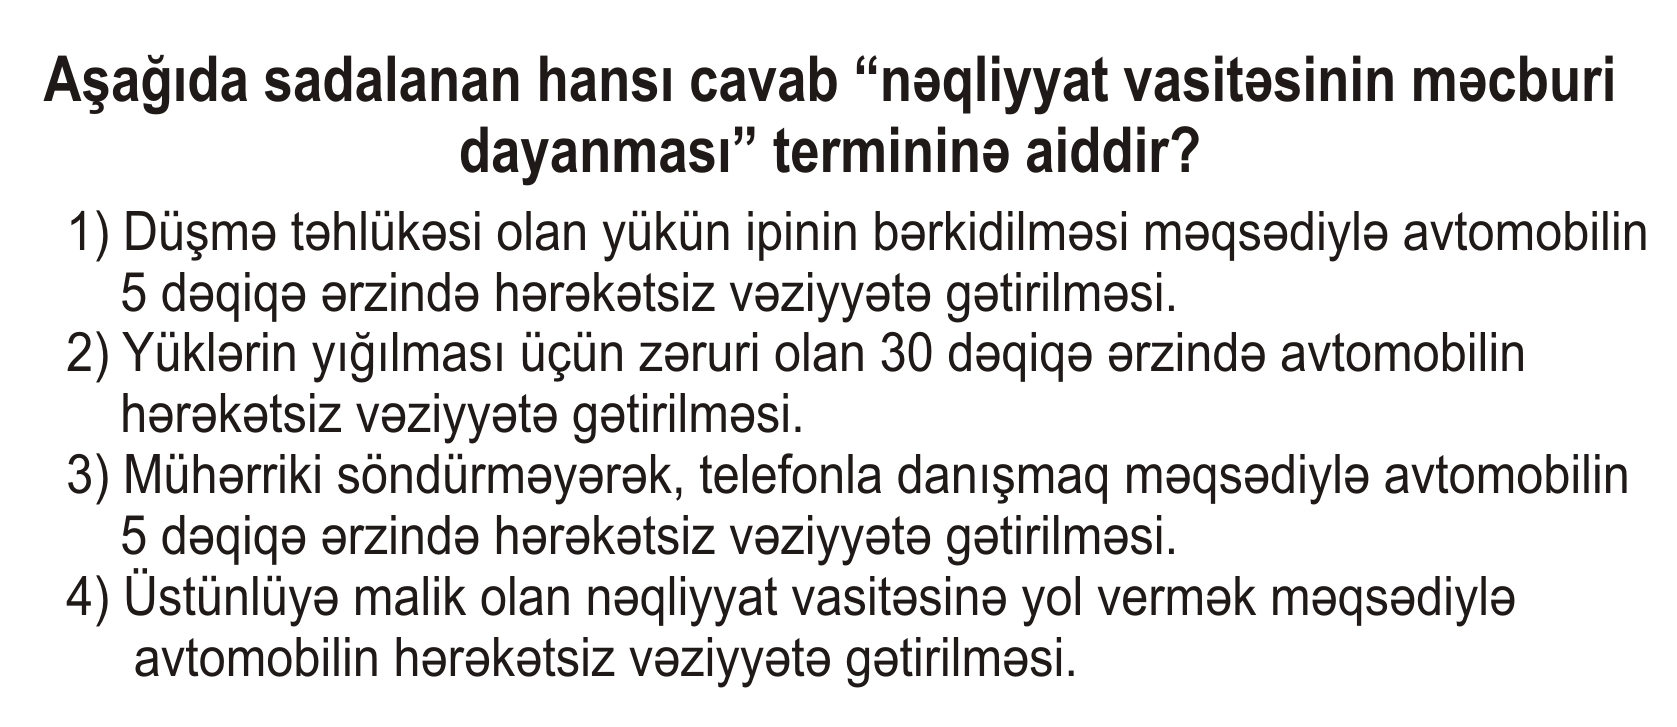 Aşağıda sadalanan hansı cavab “nəqliyyat vasitəsinin məcburi
dayanması” termininə aiddir?
1) Düşmə təhlükəsi olan yükün ipinin bərkidilməsi məqsədiylə avtomobilin
5 dəqiqə ərzində hərəkətsiz vəziyyətə gətirilməsi.
2) Yüklərin yığılması üçün zəruri olan 30 dəqiqə ərzində avtomobilin
hərəkətsiz vəziyyətə gətirilməsi.
3) Mühərriki söndürməyərək, telefonla danışmaq məqsədiylə avtomobilin
5 dəqiqə ərzində hərəkətsiz vəziyyətə gətirilməsi.
4) Üstünlüyə malik olan nəqliyyat vasitəsinə yol vermək məqsədiylə
avtomobilin hərəkətsiz vəziyyətə gətirilməsi.